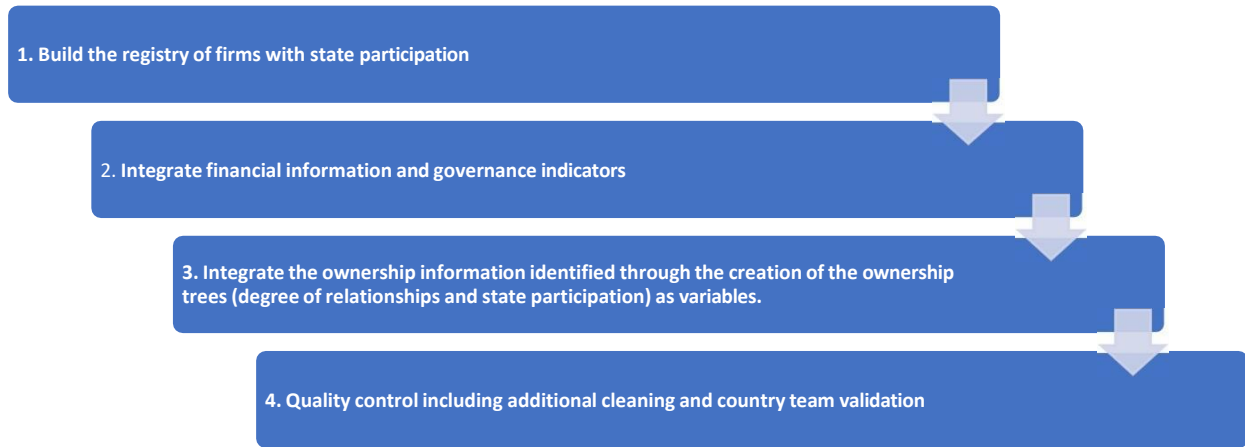 1. Build the registry of firms with state participation
2. Integrate financial information and governance indicators
3. Integrate the ownership information identified through the creation of the ownership
trees (degree of relationships and state participation) as variables.
4. Quality control including additional cleaning and country team validation